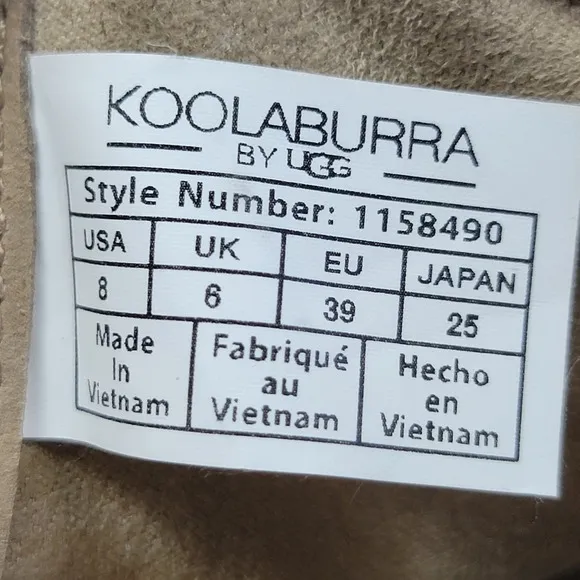 KOOLABURRA
BY UGG
Style Number: 1158490
USA UK EU JAPAN
8 6 39 25
Made In Vietnam
Fabriqué au Vietnam
Hecho en Vietnam